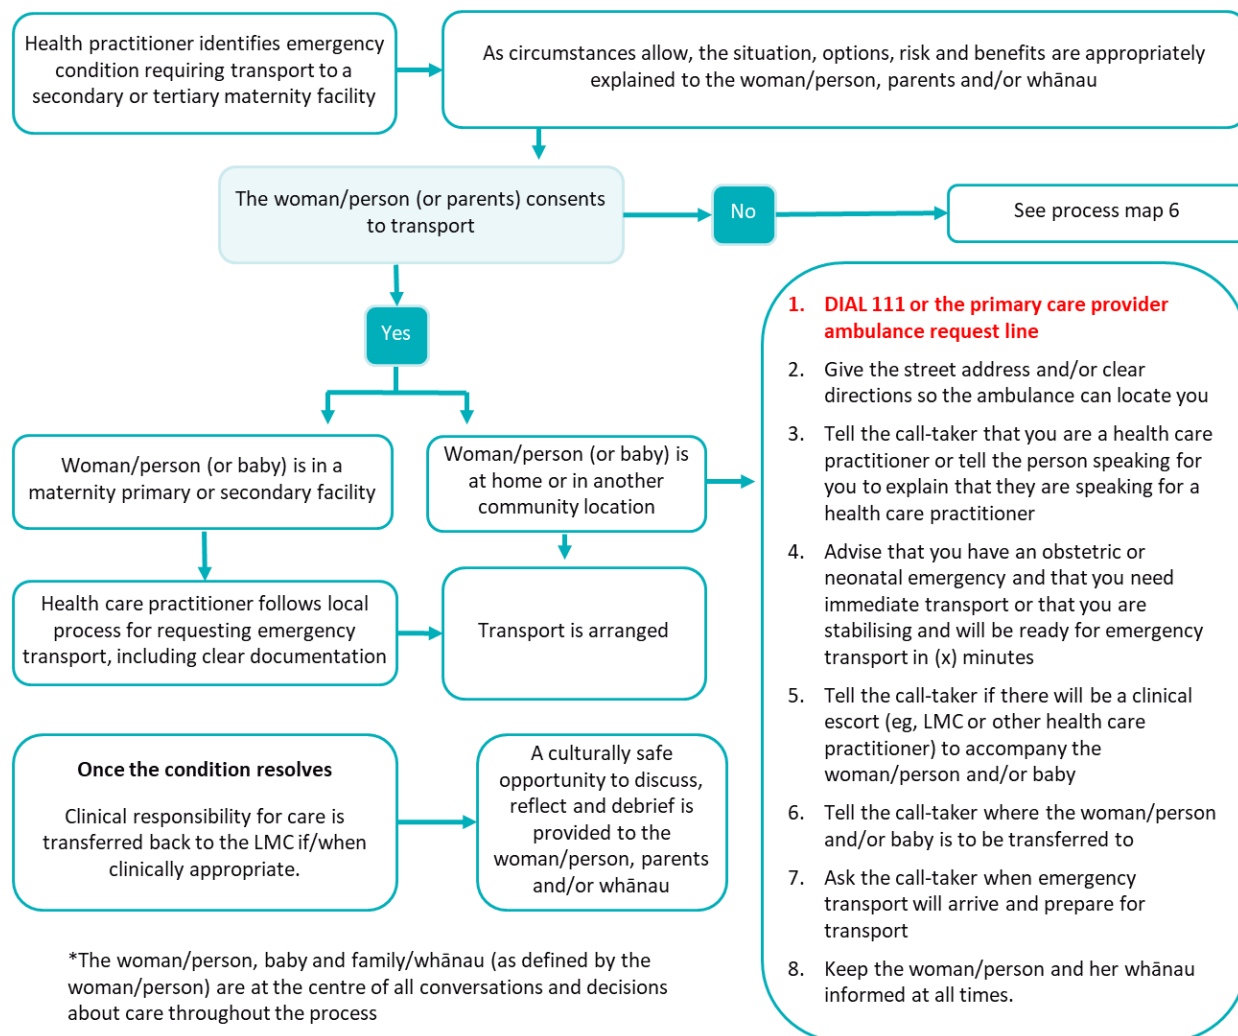 Health practitioner identifies emergency
condition requiring transport to a
secondary or tertiary maternity facility
As circumstances allow, the situation, options, risk and benefits are appropriately
explained to the woman/person, parents and/or whānau
The woman/person (or parents) consents
to transport
No
See process map 6
Yes
Woman/person (or baby) is in a
maternity primary or secondary facility
Woman/person (or baby) is
at home or in another
community location
Health care practitioner follows local
process for requesting emergency
transport, including clear documentation
Transport is arranged
1. DIAL 111 or the primary care provider
ambulance request line
2. Give the street address and/or clear
directions so the ambulance can locate you
3. Tell the call-taker that you are a health care
practitioner or tell the person speaking for
you to explain that they are speaking for a
health care practitioner
4. Advise that you have an obstetric or
neonatal emergency and that you need
immediate transport or that you are
stabilising and will be ready for emergency
transport in (x) minutes
5. Tell the call-taker if there will be a clinical
escort (eg, LMC or other health care
practitioner) to accompany the
woman/person and/or baby
6. Tell the call-taker where the woman/person
and/or baby is to be transferred to
7. Ask the call-taker when emergency
transport will arrive and prepare for
transport
8. Keep the woman/person and her whānau
informed at all times.
Once the condition resolves
Clinical responsibility for care is
transferred back to the LMC if/when
clinically appropriate.
A culturally safe
opportunity to discuss,
reflect and debrief is
provided to the
woman/person, parents
and/or whānau
*The woman/person, baby and family/whānau (as defined by the
woman/person) are at the centre of all conversations and decisions
about care throughout the process